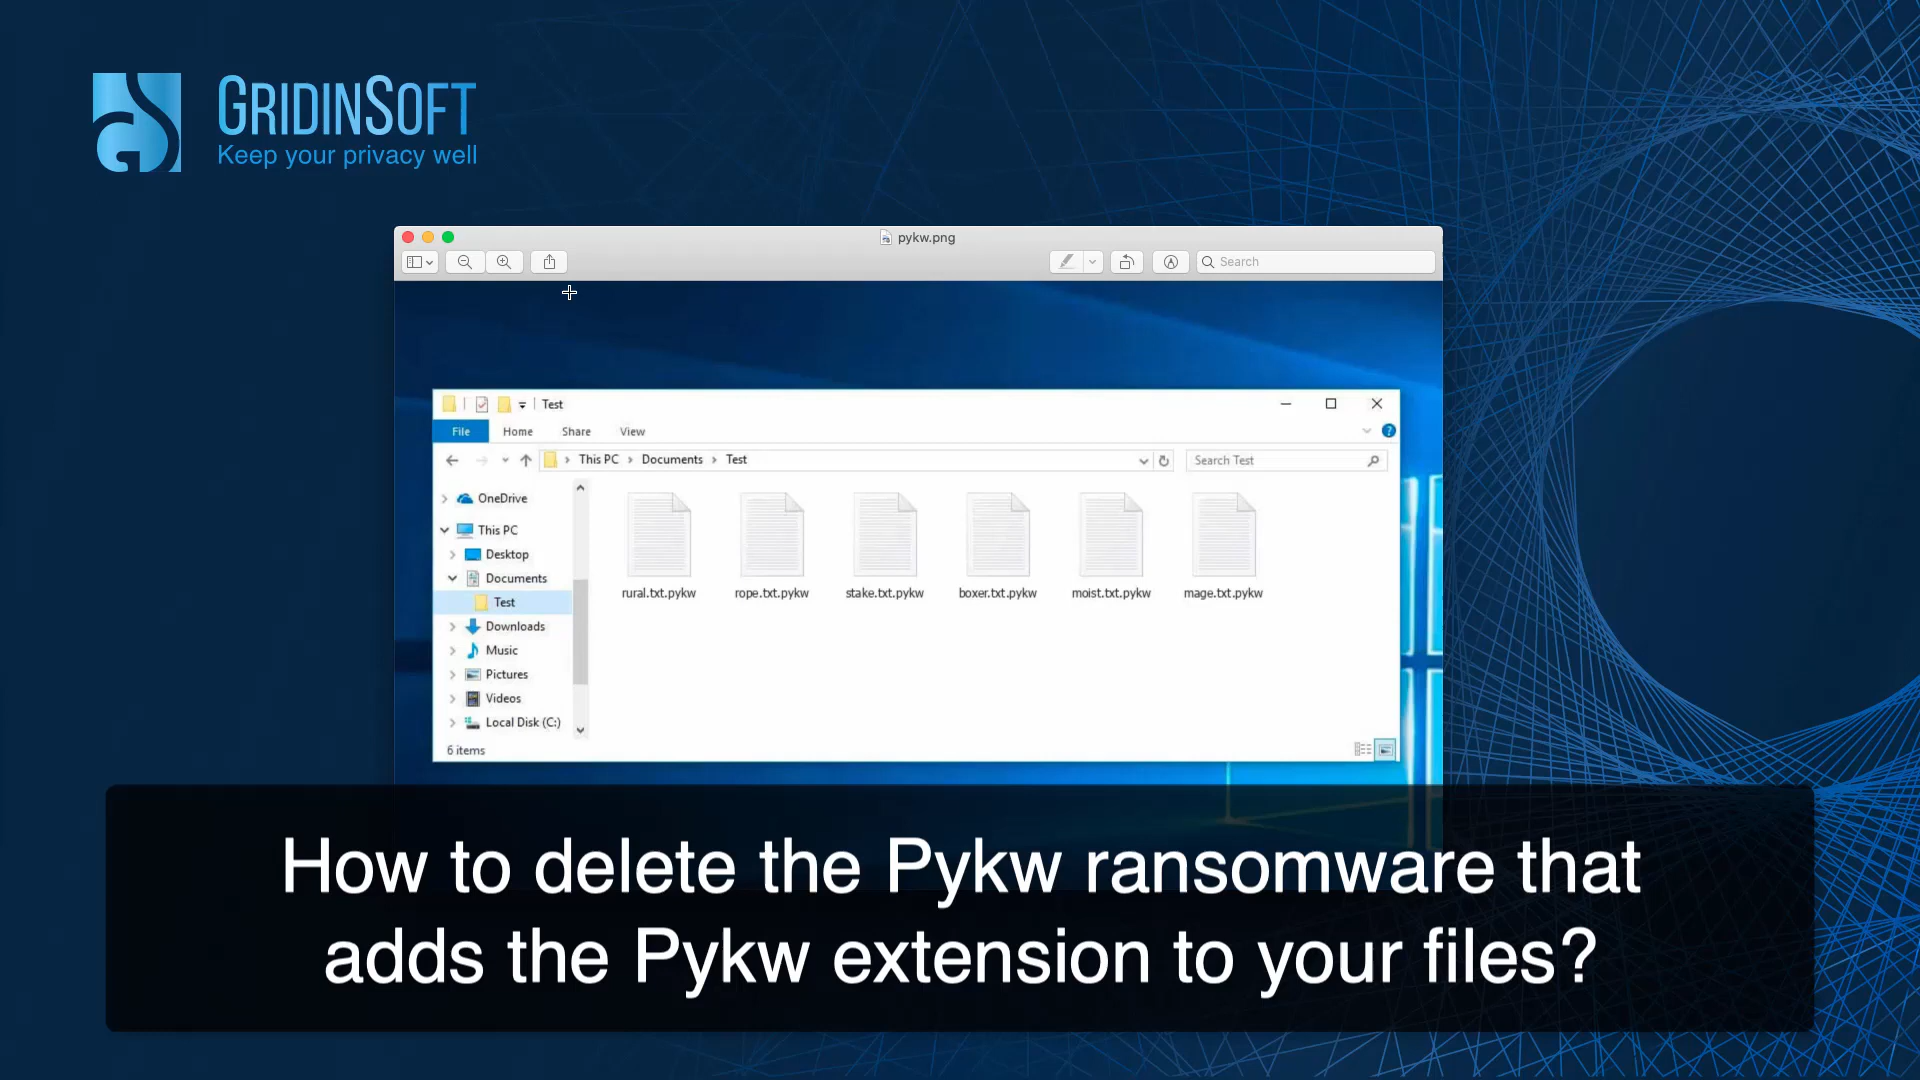 GRIDINSOFT
Keep your privacy well
pykw.png
Search
Test
File Home Share View
This PC Documents Test
Search Test
OneDrive
This PC
Desktop
Documents
Test
Downloads
Music
Pictures
Videos
Local Disk (C:)
rural.txt.pykw rope.txt.pykw stake.txt.pykw boxer.txt.pykw moist.txt.pykw mage.txt.pykw
6 items
How to delete the Pykw ransomware that
adds the Pykw extension to your files?